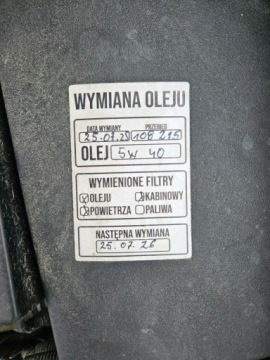 WYMIANA OLEJU
DATA WYMIANY PRZEBIEG
25.07.25 108 215
OLEJ 5W 40
WYMIENIONE FILTRY
OLEJU KABINOWY
POWIETRZA PALIWA
NASTĘPNA WYMIANA
25.07.26